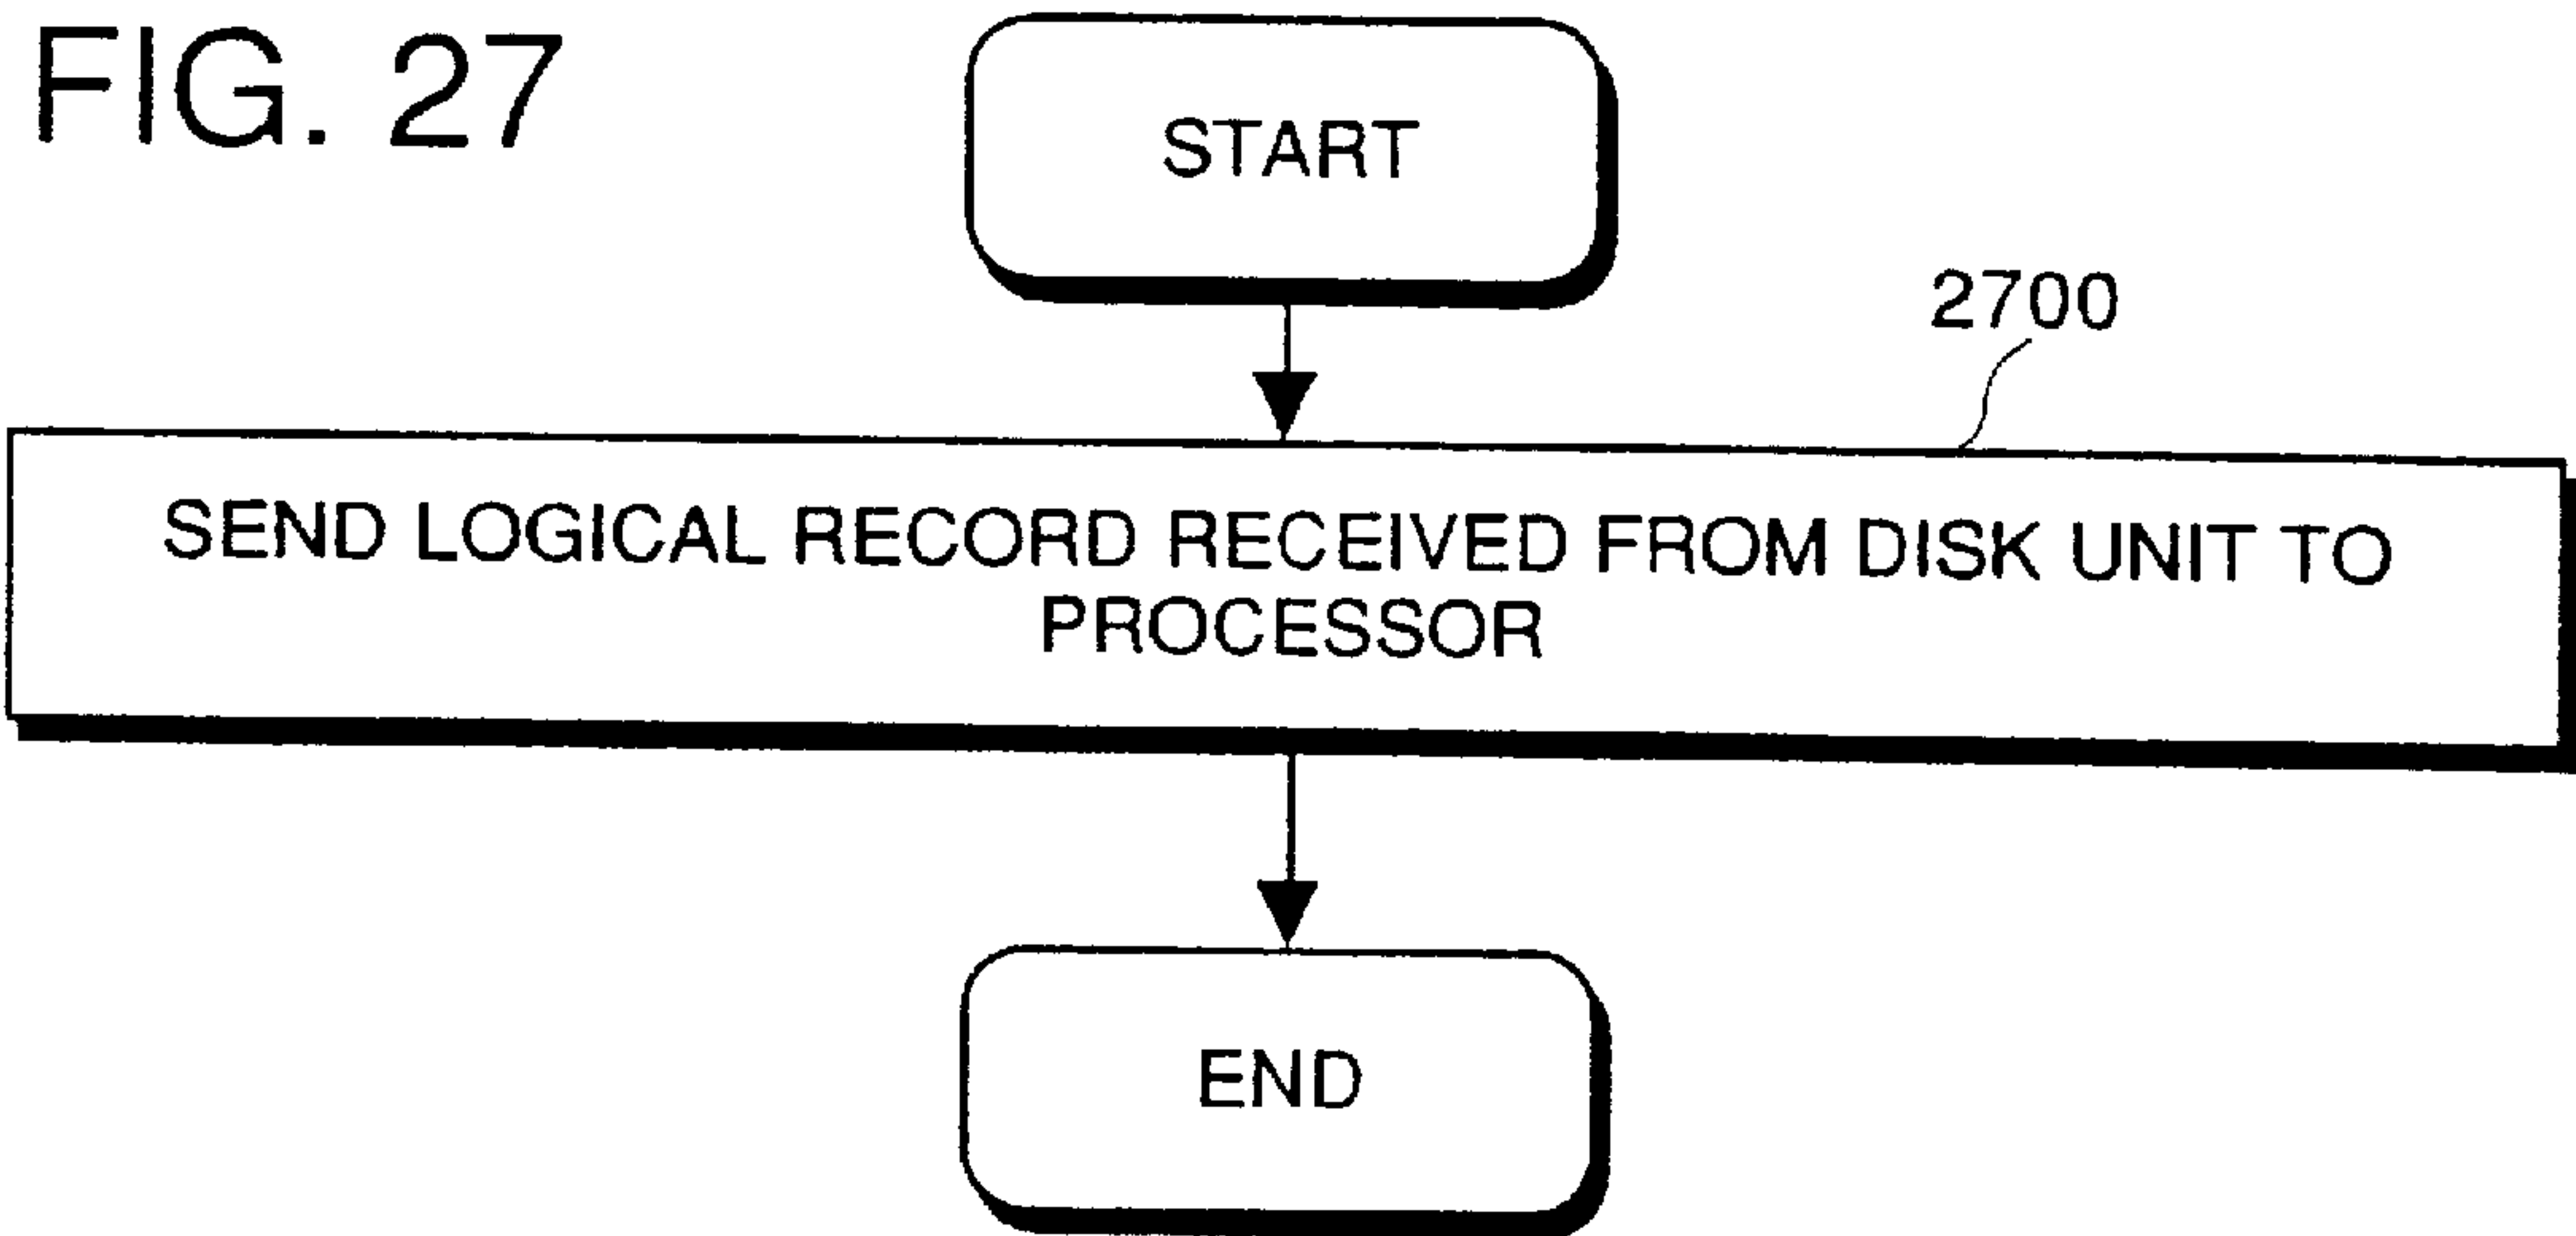 FIG. 27
START
2700
SEND LOGICAL RECORD RECEIVED FROM DISK UNIT TO
PROCESSOR
END